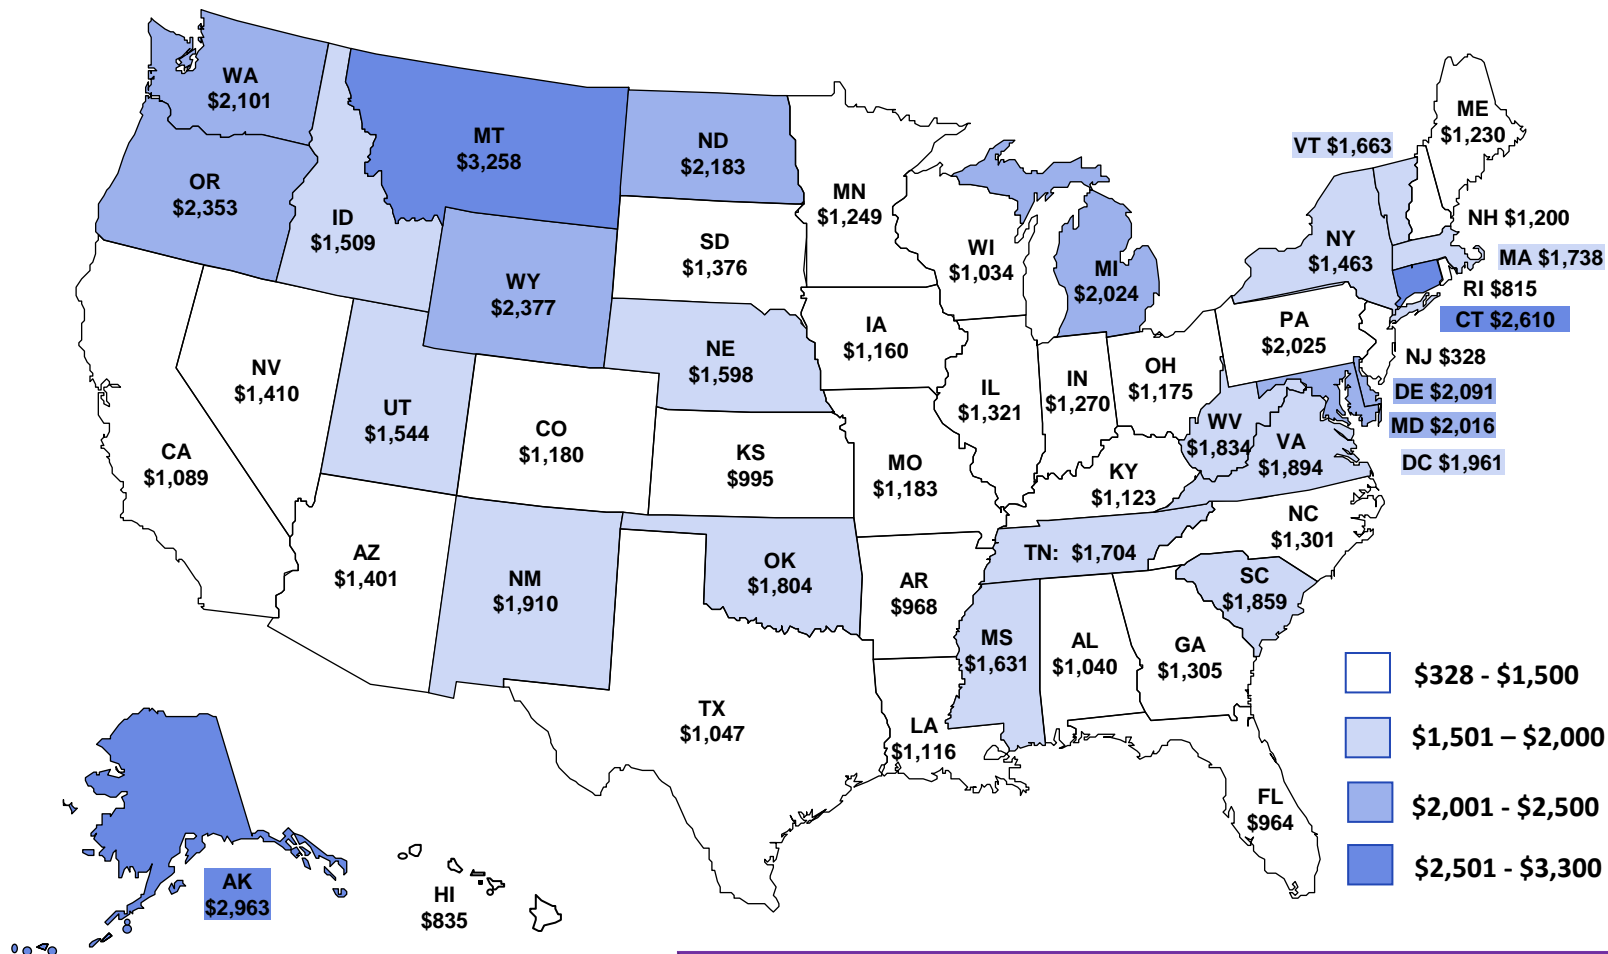 WA
$2,101
OR
$2,353
ID
$1,509
MT
$3,258
ND
$2,183
SD
$1,376
WY
$2,377
NE
$1,598
NV
$1,410
UT
$1,544
CO
$1,180
KS
$995
CA
$1,089
AZ
$1,401
NM
$1,910
OK
$1,804
TX
$1,047
MN
$1,249
WI
$1,034
IA
$1,160
MO
$1,183
AR
$968
LA
$1,116
IL
$1,321
IN
$1,270
MI
$2,024
OH
$1,175
KY
$1,123
TN: $1,704
MS
$1,631
AL
$1,040
GA
$1,305
FL
$964
SC
$1,859
NC
$1,301
WV
$1,834
VA
$1,894
PA
$2,025
NY
$1,463
VT $1,663
ME
$1,230
NH $1,200
MA $1,738
RI $815
CT $2,610
NJ $328
DE $2,091
MD $2,016
DC $1,961
AK
$2,963
HI
$835
$328 - $1,500
$1,501 – $2,000
$2,001 - $2,500
$2,501 - $3,300